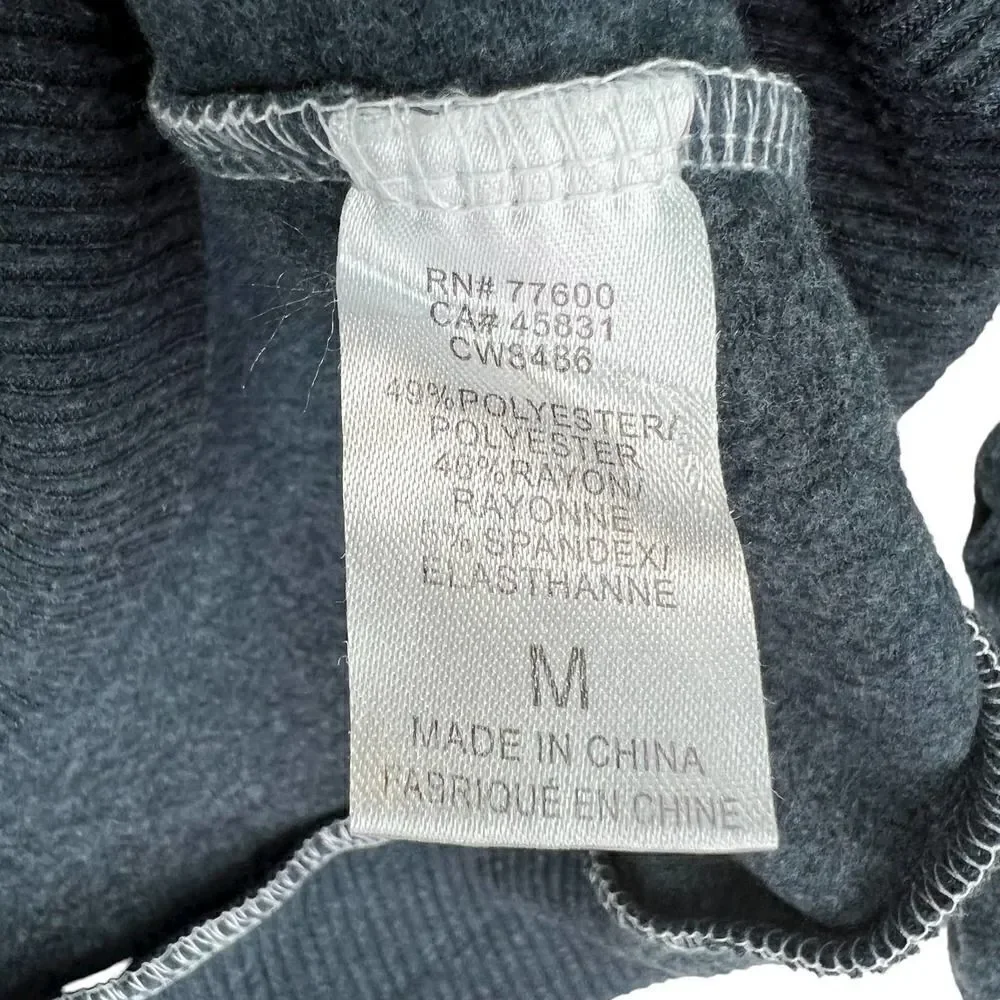 RN# 77600
CA# 45831
CW8486
49%POLYESTER/
POLYESTER
46%RAYON/
RAYONNE
% SPANDEX/
ELASTHANNE
M
MADE IN CHINA
FABRIQUÉ EN CHINE